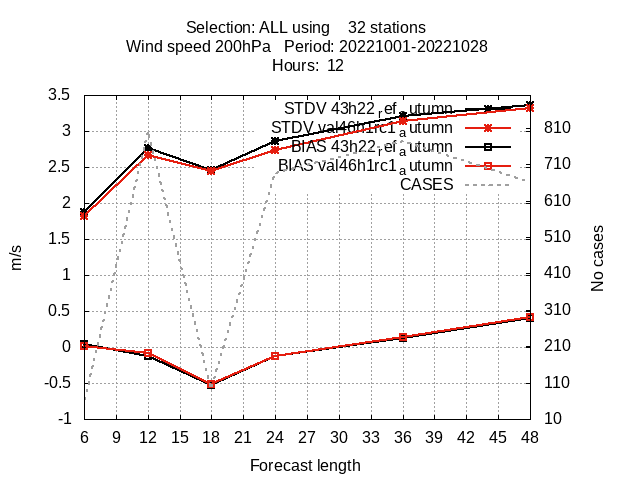 Selection: ALL using    32 stations
Wind speed 200hPa   Period: 20221001-20221028
Hours:  12
3.5
3
2.5
2
1.5
1
0.5
0
-0.5
-1
m/s
STDV 43h22_ref_autumn
STDV val46h1rc1_autumn
BIAS 43h22_ref_autumn
BIAS val46h1rc1_autumn
CASES
810
710
610
510
410
310
210
110
10
No cases
6 9 12 15 18 21 24 27 30 33 36 39 42 45 48
Forecast length